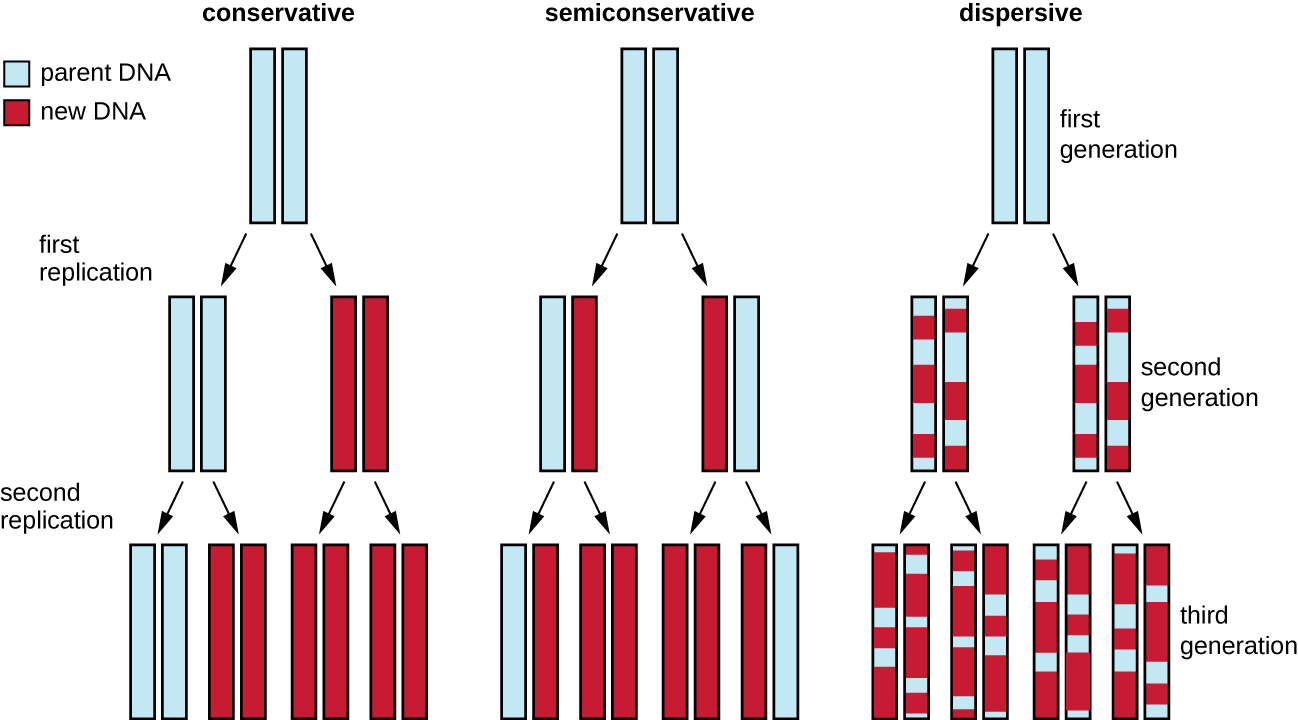 conservative
semiconservative
dispersive
parent DNA
new DNA
first
generation
first
replication
second
generation
second
replication
third
generation